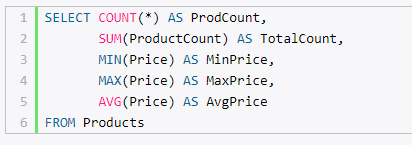 1 SELECT COUNT(*) AS ProdCount,
2 SUM(ProductCount) AS TotalCount,
3 MIN(Price) AS MinPrice,
4 MAX(Price) AS MaxPrice,
5 AVG(Price) AS AvgPrice
6 FROM Products